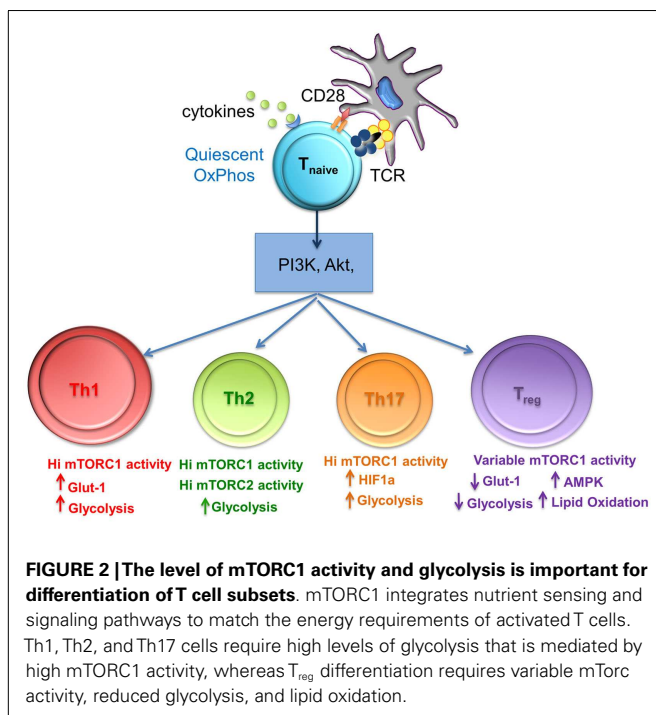 CD28
cytokines
Quiescent
OxPhos
T_naive
TCR
PI3K, Akt,
Th1
Th2
Th17
T_reg
Hi mTORC1 activity
↑ Glut-1
↑ Glycolysis
Hi mTORC1 activity
Hi mTORC2 activity
↑ Glycolysis
Hi mTORC1 activity
↑ HIF1a
↑ Glycolysis
Variable mTORC1 activity
↓ Glut-1 ↑ AMPK
↓ Glycolysis ↑ Lipid Oxidation
FIGURE 2 | The level of mTORC1 activity and glycolysis is important for
differentiation of T cell subsets. mTORC1 integrates nutrient sensing and
signaling pathways to match the energy requirements of activated T cells.
Th1, Th2, and Th17 cells require high levels of glycolysis that is mediated by
high mTORC1 activity, whereas T_reg differentiation requires variable mTorc
activity, reduced glycolysis, and lipid oxidation.